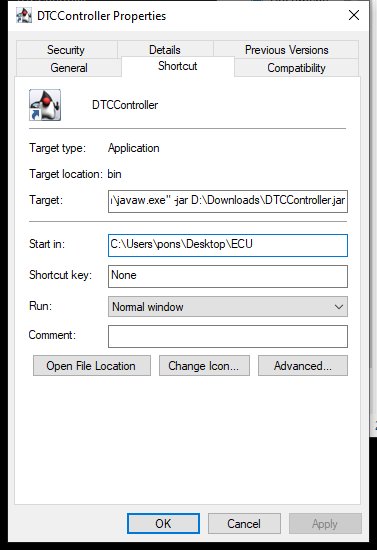 DTCController Properties
Security Details Previous Versions
General Shortcut Compatibility
DTCController
Target type: Application
Target location: bin
Target: \javaw.exe" -jar D:\Downloads\DTCController.jar
Start in: C:\Users\pons\Desktop\ECU
Shortcut key: None
Run: Normal window
Comment:
Open File Location Change Icon... Advanced...
OK Cancel Apply